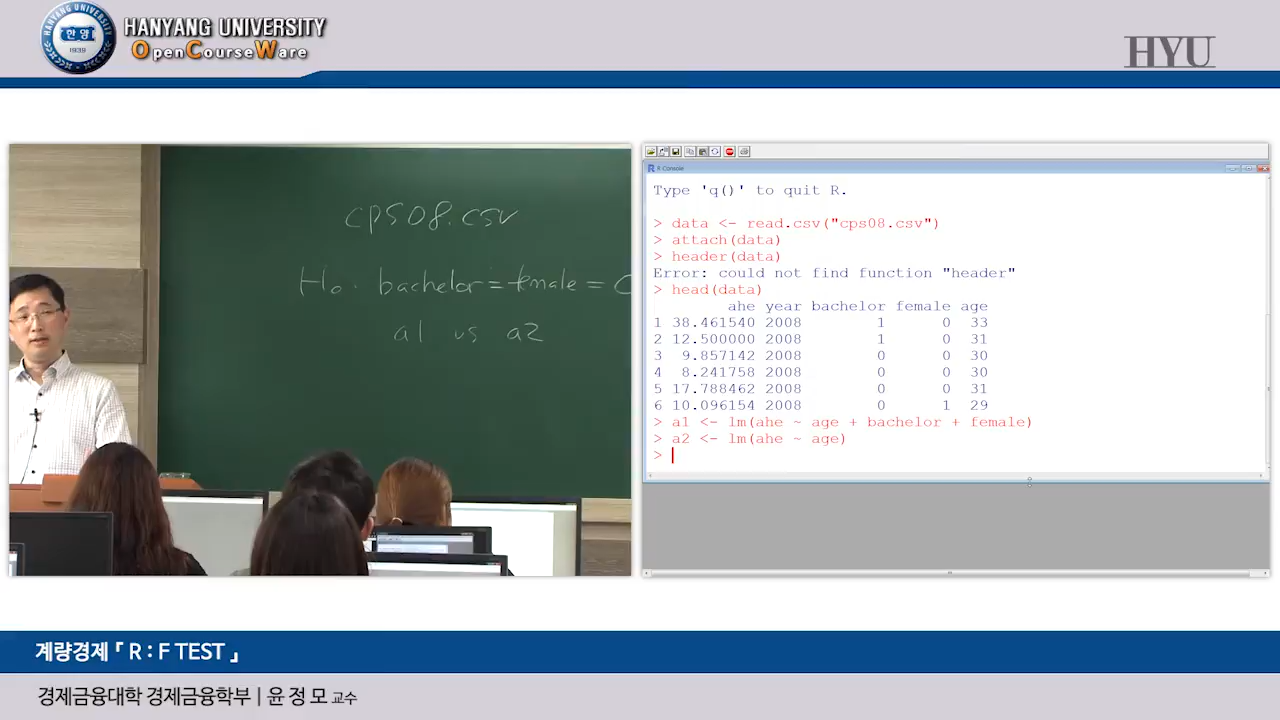 HANYANG UNIVERSITY
OpenCourseWare
한양
1939
HYU
cps08.csv
Ho: bachelor = female = 0
a1 vs a2
R Console
Type 'q()' to quit R.
> data <- read.csv("cps08.csv")
> attach(data)
> header(data)
Error: could not find function "header"
> head(data)
ahe year bachelor female age
1 38.461540 2008 1 0 33
2 12.500000 2008 1 0 31
3 9.857142 2008 0 0 30
4 8.241758 2008 0 0 30
5 17.788462 2008 0 0 31
6 10.096154 2008 0 1 29
> a1 <- lm(ahe ~ age + bachelor + female)
> a2 <- lm(ahe ~ age)
>
계량경제「 R : F TEST 」
경제금융대학 경제금융학부 | 윤 정 모 교수